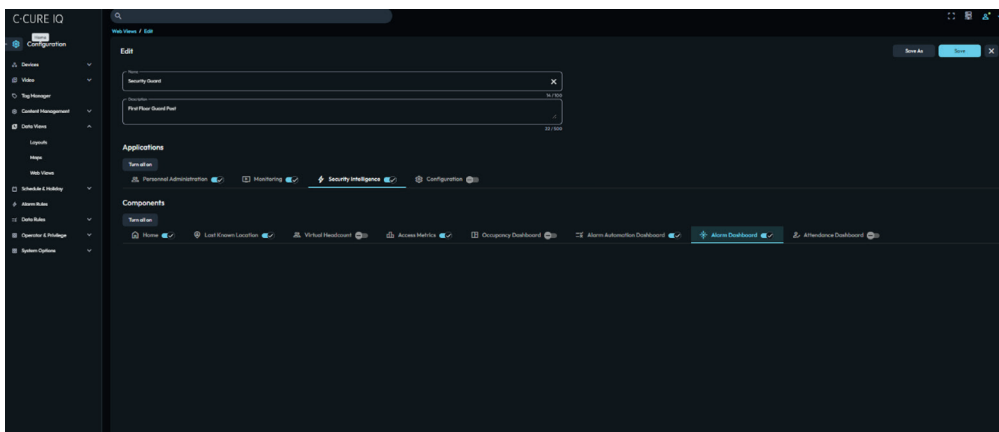 C•CURE IQ
Home
Configuration
Devices
Video
Tag Manager
Content Management
Data Views
Layouts
Maps
Web Views
Schedule & Holiday
Alarm Rules
Data Rules
Operator & Privilege
System Options
Web Views / Edit
Edit
Save As
Save
Name
Security Guard
14 / 100
Description
First Floor Guard Post
22 / 500
Applications
Turn all on
Personnel Administration Monitoring Security Intelligence Configuration
Components
Turn all on
Home Last Known Location Virtual Headcount Access Metrics Occupancy Dashboard Alarm Automation Dashboard Alarm Dashboard Attendance Dashboard